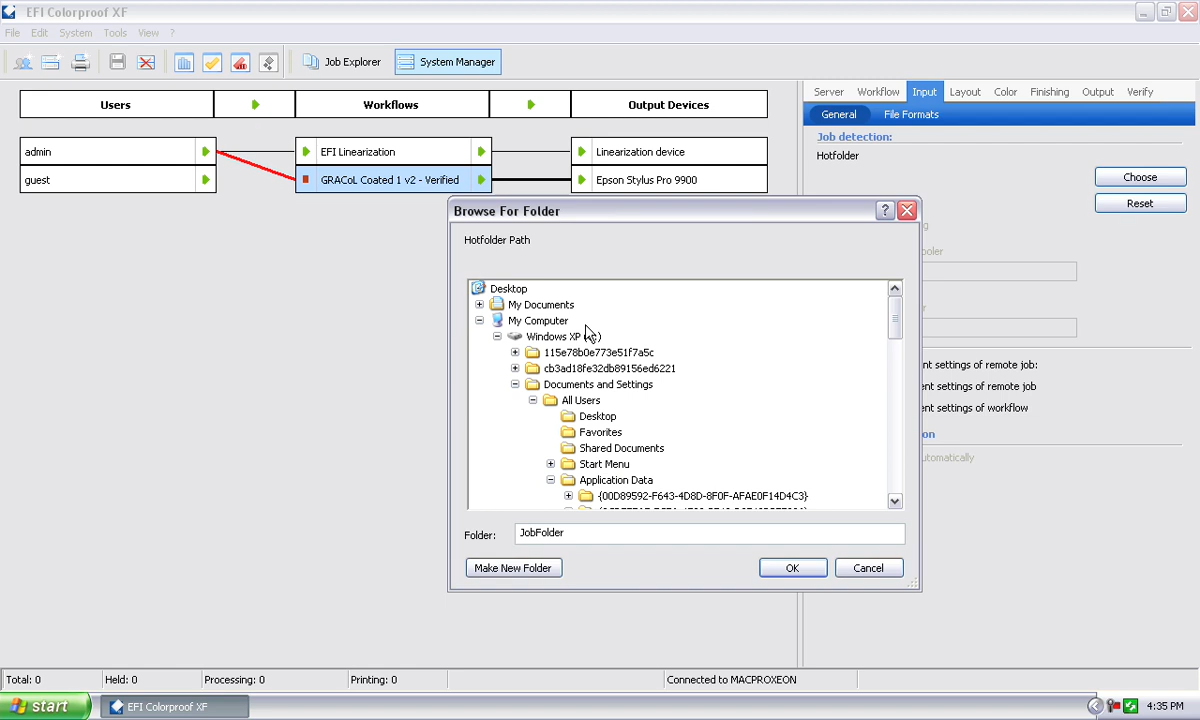 EFI Colorproof XF
File Edit System Tools View ?
Job Explorer System Manager
Users Workflows Output Devices
admin EFI Linearization Linearization device
guest GRACoL Coated 1 v2 - Verified Epson Stylus Pro 9900
Server Workflow Input Layout Color Finishing Output Verify
General File Formats
Job detection:
Hotfolder
Choose
Reset
Browse For Folder
Hotfolder Path
Desktop
My Documents
My Computer
Windows XP
115e78b0e773e51f7a5c
cb3ad18fe32db89156ed6221
Documents and Settings
All Users
Desktop
Favorites
Shared Documents
Start Menu
Application Data
{00D89592-F643-4D8D-8F0F-AFAE0F14D4C3}
Folder: JobFolder
Make New Folder OK Cancel
nt settings of remote job:
ent settings of remote job
ent settings of workflow
on
utomatically
Total: 0 Held: 0 Processing: 0 Printing: 0 Connected to MACPROXEON
start EFI Colorproof XF 4:35 PM